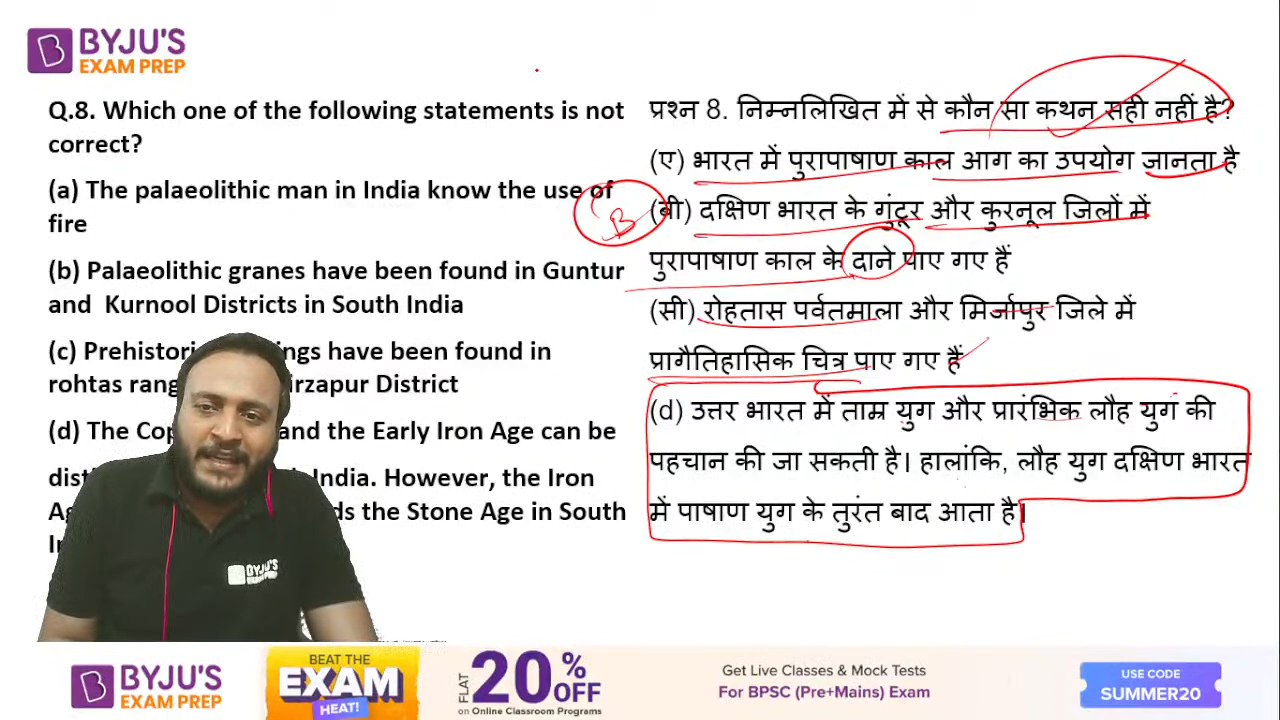 BYJU'S
EXAM PREP
Q.8. Which one of the following statements is not
correct?
(a) The palaeolithic man in India know the use of
fire
(b) Palaeolithic granes have been found in Guntur
and Kurnool Districts in South India
(c) Prehistori ings have been found in
rohtas rang irzapur District
(d) The Cop and the Early Iron Age can be
disti India. However, the Iron
Ag ds the Stone Age in South
In
प्रश्न 8. निम्नलिखित में से कौन सा कथन सही नहीं है?
(ए) भारत में पुरापाषाण काल आग का उपयोग जानता है
B
(बी) दक्षिण भारत के गुंटूर और कुरनूल जिलों में
पुरापाषाण काल के दाने पाए गए हैं
(सी) रोहतास पर्वतमाला और मिर्जापुर जिले में
प्रागैतिहासिक चित्र पाए गए हैं
(d) उत्तर भारत में ताम्र युग और प्रारंभिक लौह युग की
पहचान की जा सकती है। हालांकि, लौह युग दक्षिण भारत
में पाषाण युग के तुरंत बाद आता है।
BYJU'S
EXAM PREP
BYJU'S
EXAM PREP
BEAT THE
EXAM
HEAT!
FLAT 20% OFF
on Online Classroom Programs
Get Live Classes & Mock Tests
For BPSC (Pre+Mains) Exam
USE CODE
SUMMER20